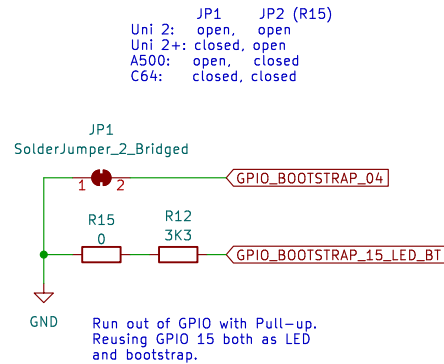 JP1 JP2 (R15)
Uni 2: open, open
Uni 2+: closed, open
A500: open, closed
C64: closed, closed
JP1
SolderJumper_2_Bridged
1 2
GPIO_BOOTSTRAP_04
R15 R12
0 3K3
GPIO_BOOTSTRAP_15_LED_BT
GND
Run out of GPIO with Pull-up.
Reusing GPIO 15 both as LED
and bootstrap.